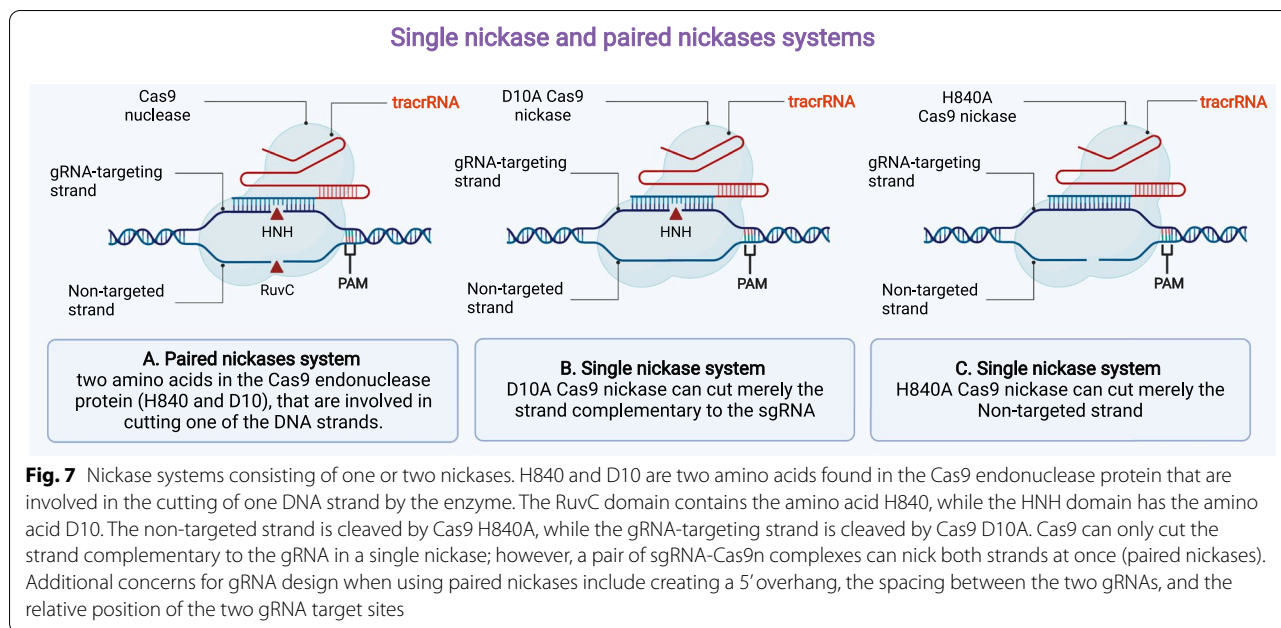 Single nickase and paired nickases systems
Cas9
nuclease
tracrRNA
gRNA-targeting
strand
HNH
RuvC
PAM
Non-targeted
strand
D10A Cas9
nickase
tracrRNA
gRNA-targeting
strand
HNH
PAM
Non-targeted
strand
H840A
Cas9 nickase
tracrRNA
gRNA-targeting
strand
PAM
Non-targeted
strand
A. Paired nickases system
two amino acids in the Cas9 endonuclease
protein (H840 and D10), that are involved in
cutting one of the DNA strands.
B. Single nickase system
D10A Cas9 nickase can cut merely the
strand complementary to the sgRNA
C. Single nickase system
H840A Cas9 nickase can cut merely the
Non-targeted strand
Fig. 7 Nickase systems consisting of one or two nickases. H840 and D10 are two amino acids found in the Cas9 endonuclease protein that are
involved in the cutting of one DNA strand by the enzyme. The RuvC domain contains the amino acid H840, while the HNH domain has the amino
acid D10. The non-targeted strand is cleaved by Cas9 H840A, while the gRNA-targeting strand is cleaved by Cas9 D10A. Cas9 can only cut the
strand complementary to the gRNA in a single nickase; however, a pair of sgRNA-Cas9n complexes can nick both strands at once (paired nickases).
Additional concerns for gRNA design when using paired nickases include creating a 5’ overhang, the spacing between the two gRNAs, and the
relative position of the two gRNA target sites